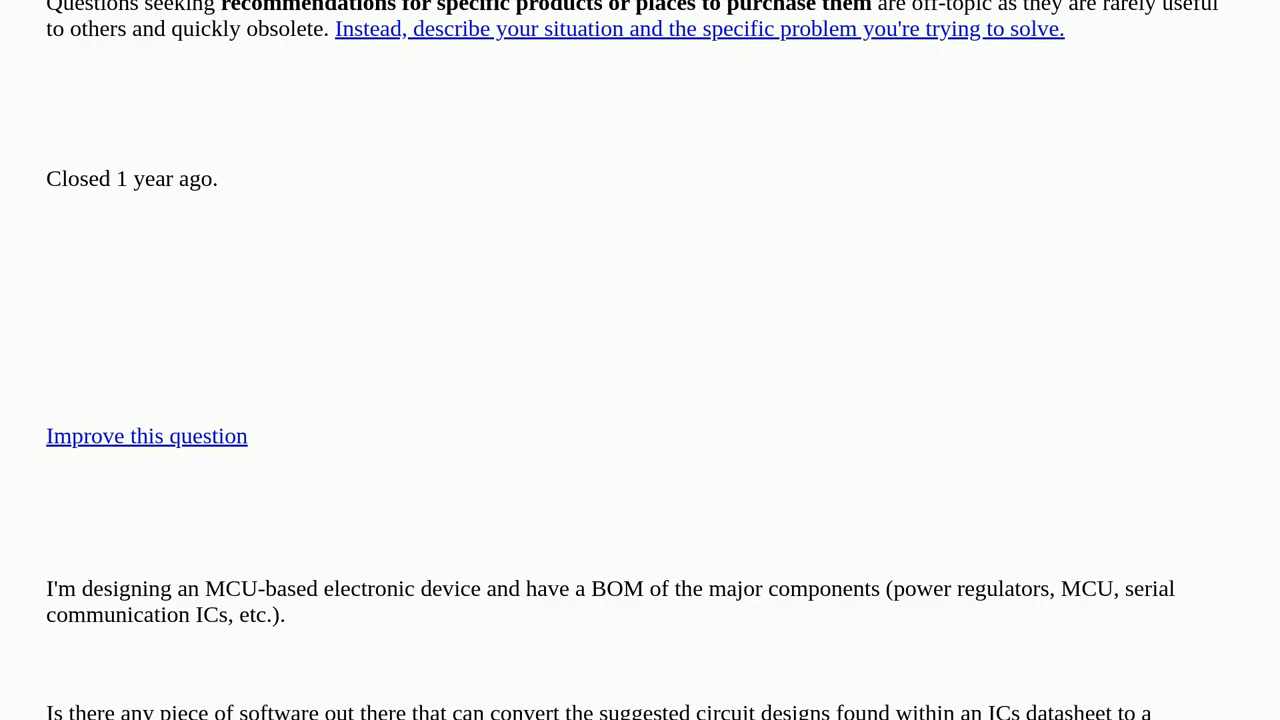 Questions seeking recommendations for specific products or places to purchase them are off-topic as they are rarely useful
to others and quickly obsolete. Instead, describe your situation and the specific problem you're trying to solve.
Closed 1 year ago.
Improve this question
I'm designing an MCU-based electronic device and have a BOM of the major components (power regulators, MCU, serial
communication ICs, etc.).
Is there any piece of software out there that can convert the suggested circuit designs found within an ICs datasheet to a